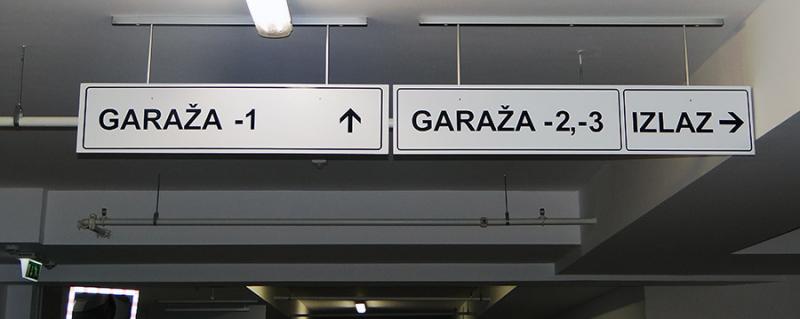 GARAŽA -1 ↑
GARAŽA -2,-3
IZLAZ →